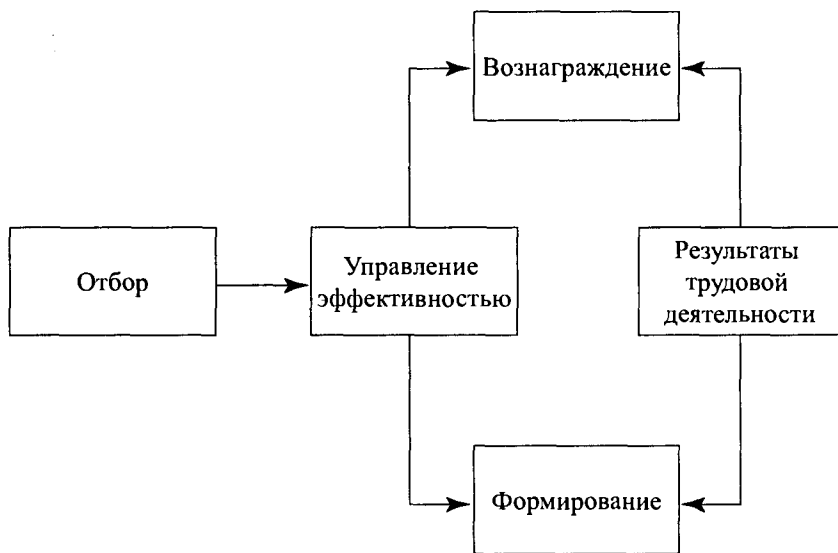 Вознаграждение
Отбор
Управление
эффективностью
Результаты
трудовой
деятельности
Формирование